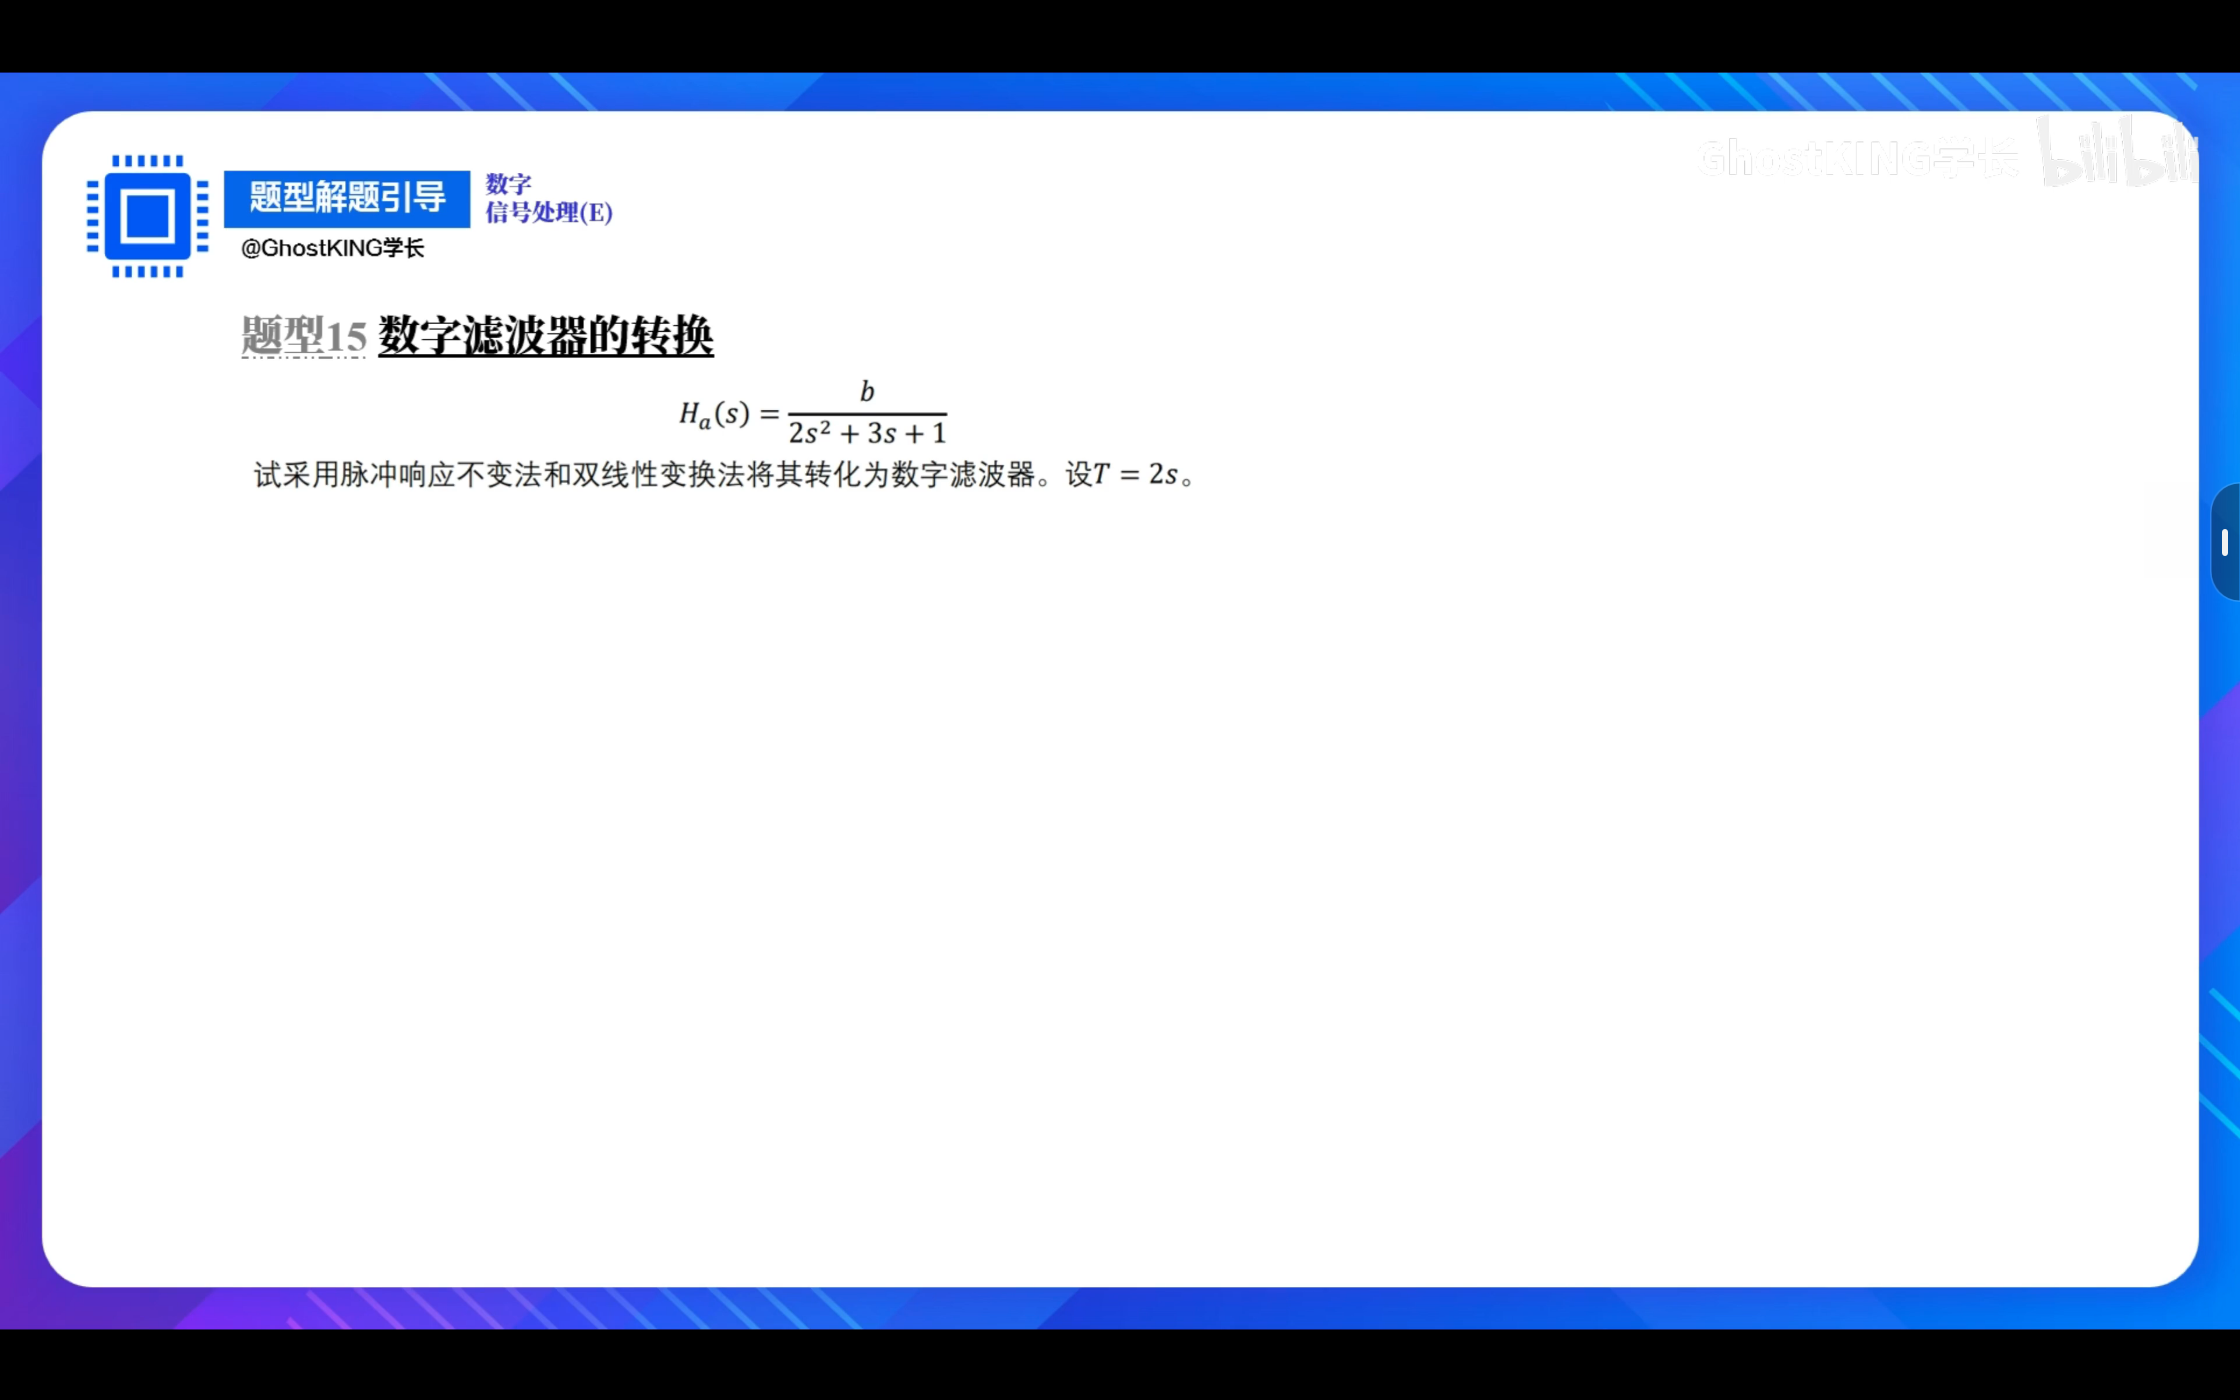 GhostKING学长 bilibili
题型解题引导
数字
信号处理(E)
@GhostKING学长
题型15 数字滤波器的转换
H_a(s) = b / (2s² + 3s + 1)
试采用脉冲响应不变法和双线性变换法将其转化为数字滤波器。设T = 2s。